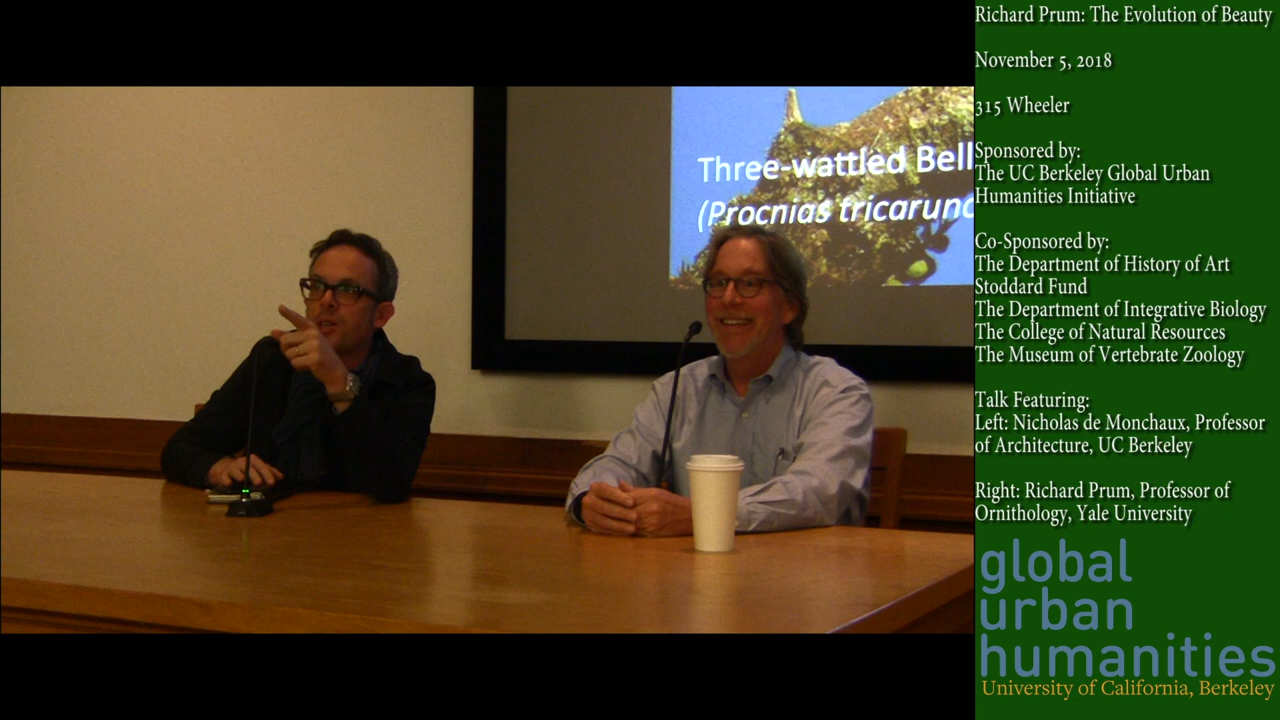 Three-wattled Bell
(Procnias tricarunc
Richard Prum: The Evolution of Beauty
November 5, 2018
315 Wheeler
Sponsored by:
The UC Berkeley Global Urban
Humanities Initiative
Co-Sponsored by:
The Department of History of Art
Stoddard Fund
The Department of Integrative Biology
The College of Natural Resources
The Museum of Vertebrate Zoology
Talk Featuring:
Left: Nicholas de Monchaux, Professor
of Architecture, UC Berkeley
Right: Richard Prum, Professor of
Ornithology, Yale University
global
urban
humanities
University of California, Berkeley